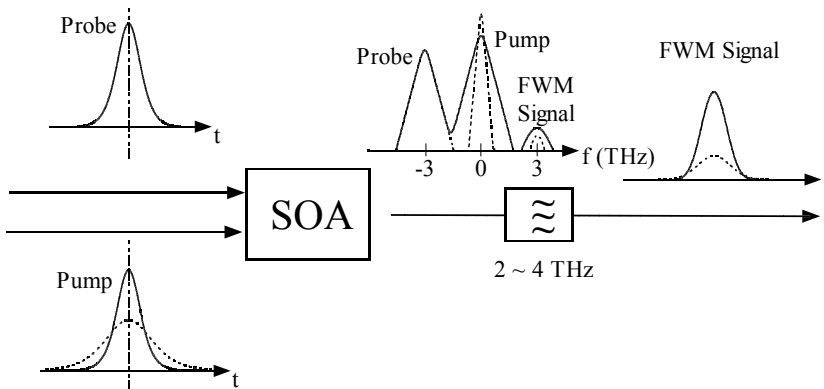 Probe
t
Probe
Pump
FWM
Signal
-3
0
3
f (THz)
FWM Signal
SOA
2 ~ 4 THz
Pump
t